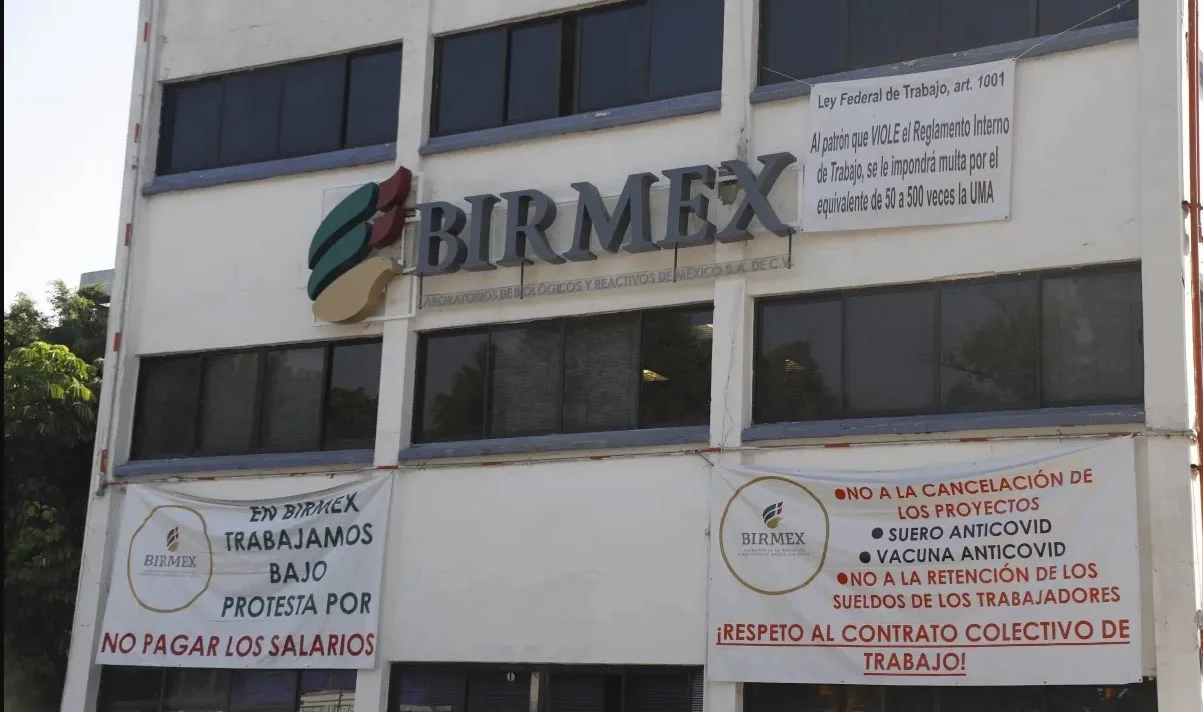 Ley Federal de Trabajo, art. 1001
Al patrón que VIOLE el Reglamento Interno
de Trabajo, se le impondrá multa por el
equivalente de 50 a 500 veces la UMA
BIRMEX
LABORATORIOS DE BIOLÓGICOS Y REACTIVOS DE MÉXICO S.A. DE C.V.
EN BIRMEX
TRABAJAMOS
BAJO
PROTESTA POR
NO PAGAR LOS SALARIOS
BIRMEX
BIRMEX
●NO A LA CANCELACIÓN DE
LOS PROYECTOS
● SUERO ANTICOVID
● VACUNA ANTICOVID
●NO A LA RETENCIÓN DE LOS
SUELDOS DE LOS TRABAJADORES
¡RESPETO AL CONTRATO COLECTIVO DE
TRABAJO!